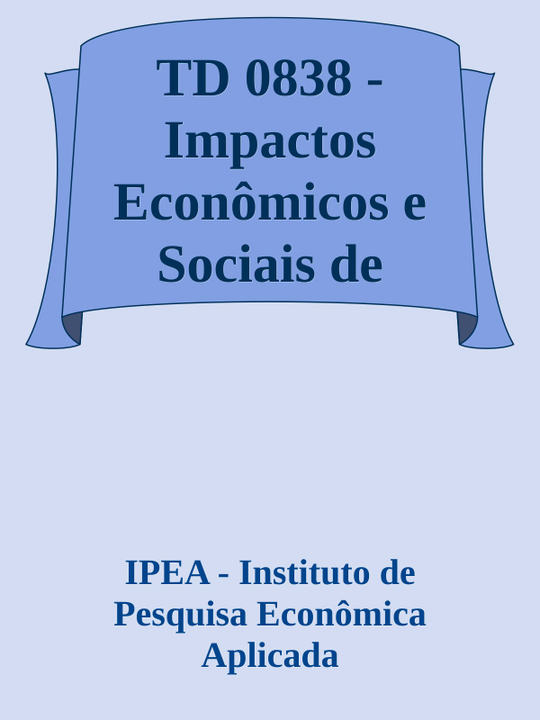 TD 0838 -
Impactos
Econômicos e
Sociais de
IPEA - Instituto de
Pesquisa Econômica
Aplicada